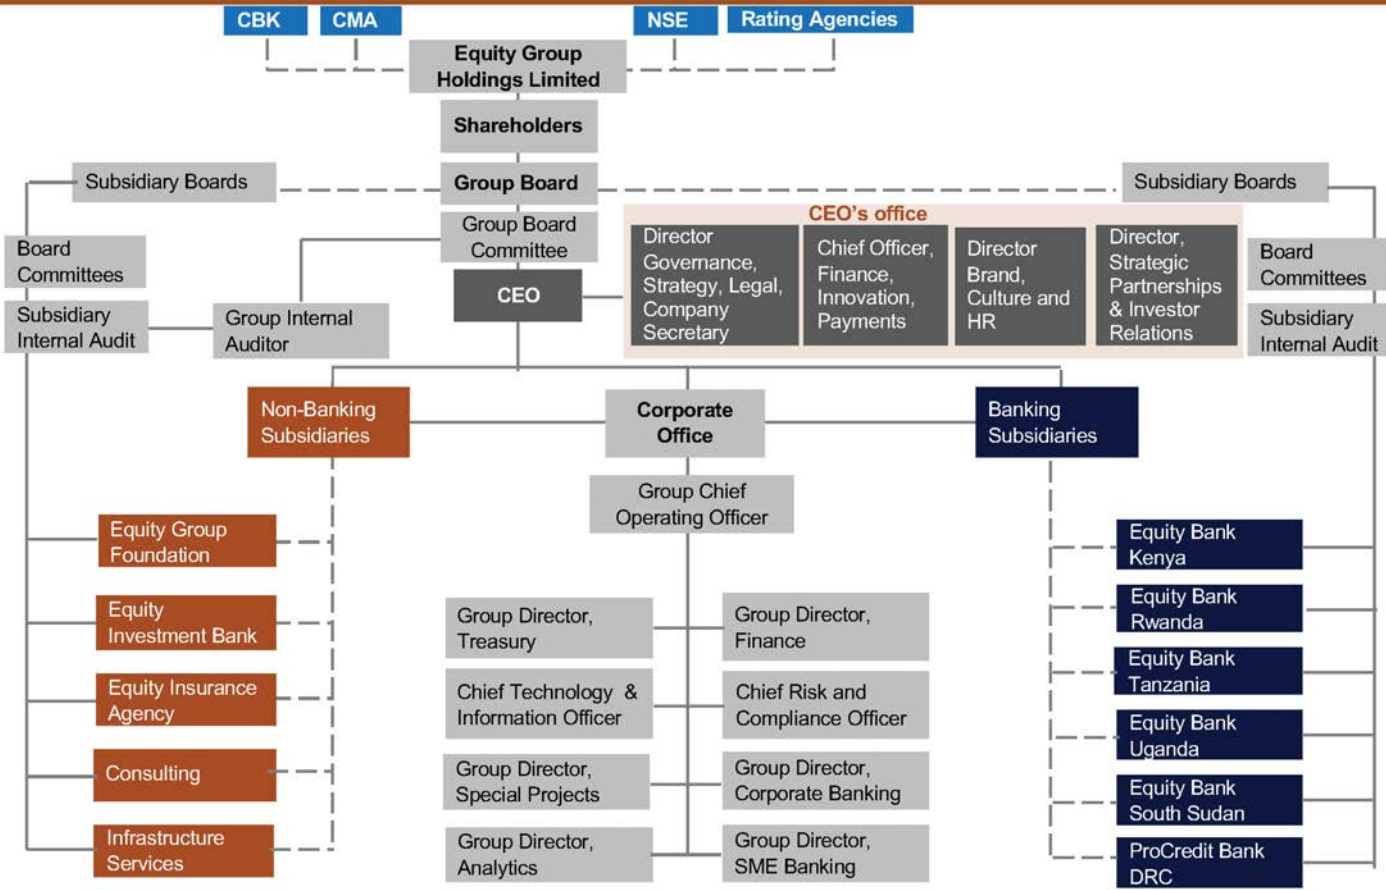 CBK
CMA
NSE
Rating Agencies
Equity Group
Holdings Limited
Shareholders
Subsidiary Boards
Group Board
Subsidiary Boards
Group Board
Committee
CEO's office
Director
Governance,
Strategy, Legal,
Company
Secretary
Chief Officer,
Finance,
Innovation,
Payments
Director
Brand,
Culture and
HR
Director,
Strategic
Partnerships
& Investor
Relations
Board
Committees
Board
Committees
CEO
Subsidiary
Internal Audit
Group Internal
Auditor
Subsidiary
Internal Audit
Non-Banking
Subsidiaries
Corporate
Office
Banking
Subsidiaries
Group Chief
Operating Officer
Equity Group
Foundation
Equity
Investment Bank
Equity Insurance
Agency
Consulting
Infrastructure
Services
Group Director,
Treasury
Group Director,
Finance
Chief Technology &
Information Officer
Chief Risk and
Compliance Officer
Group Director,
Special Projects
Group Director,
Corporate Banking
Group Director,
Analytics
Group Director,
SME Banking
Equity Bank
Kenya
Equity Bank
Rwanda
Equity Bank
Tanzania
Equity Bank
Uganda
Equity Bank
South Sudan
ProCredit Bank
DRC